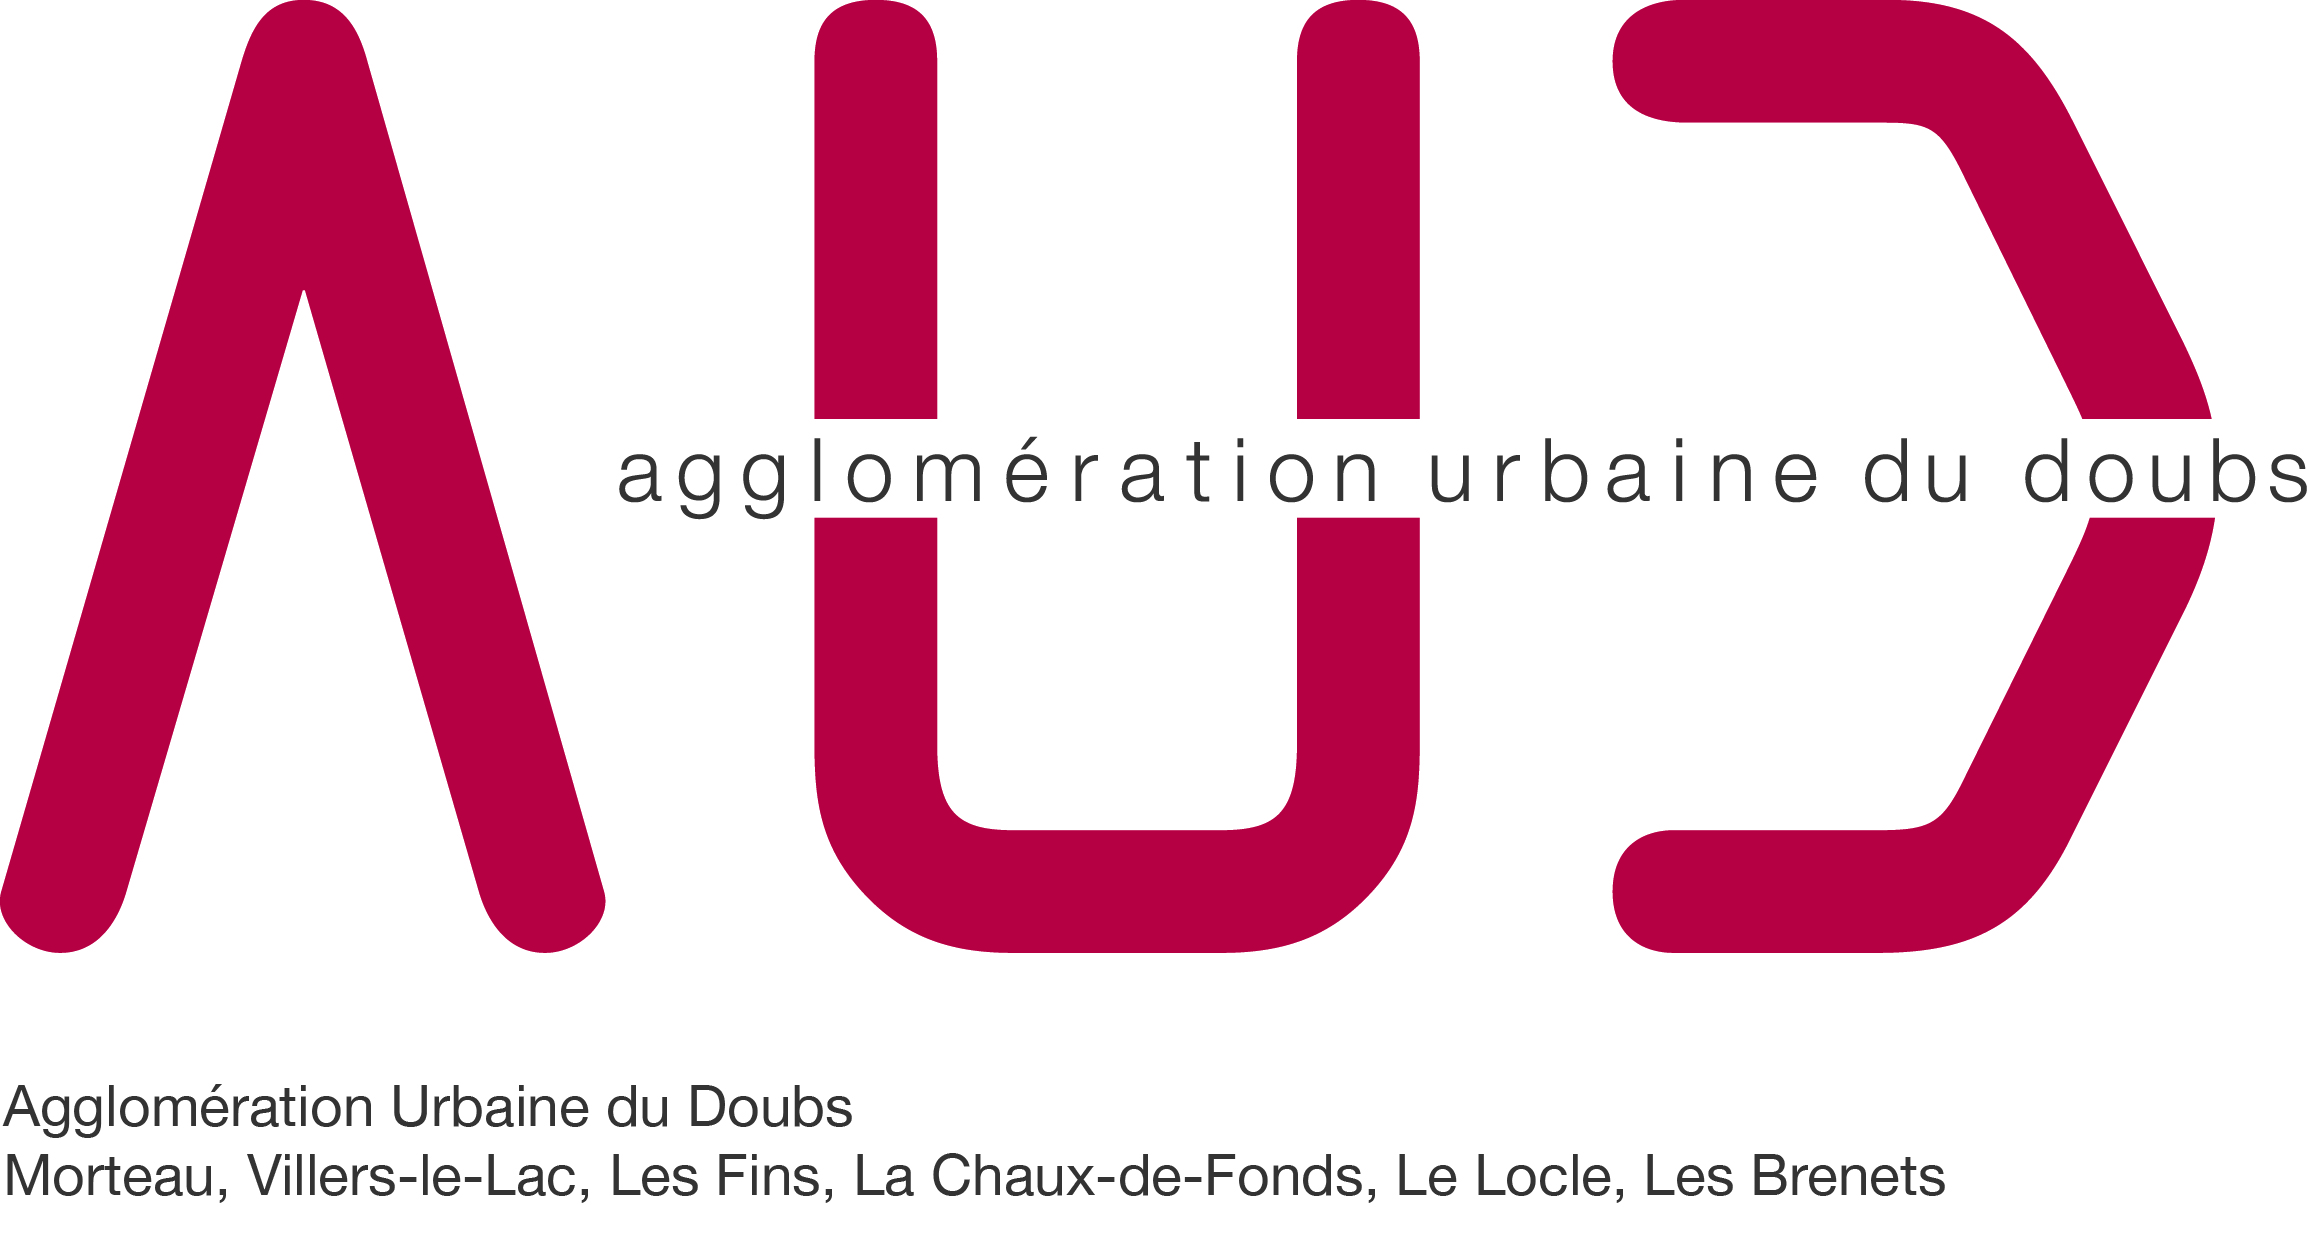 AUD
agglomération urbaine du doubs
Agglomération Urbaine du Doubs
Morteau, Villers-le-Lac, Les Fins, La Chaux-de-Fonds, Le Locle, Les Brenets